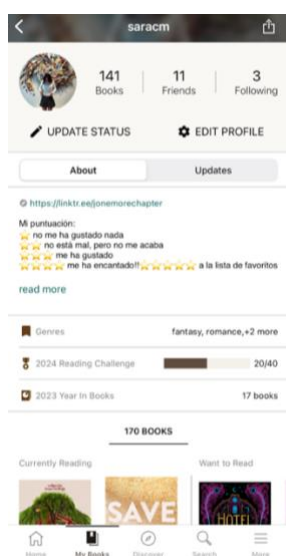 saracm
141
Books
11
Friends
3
Following
UPDATE STATUS
EDIT PROFILE
About
Updates
https://linktr.ee/jonemorechapter
Mi puntuación:
⭐ no me ha gustado nada
⭐⭐ no está mal, pero no me acaba
⭐⭐⭐ me ha gustado
⭐⭐⭐⭐ me ha encantado!!⭐⭐⭐⭐⭐ a la lista de favoritos
read more
Genres
fantasy, romance,+2 more
2024 Reading Challenge
20/40
2023 Year In Books
17 books
170 BOOKS
Currently Reading
Want to Read
SAVE
HOTEL
Home
My Books
Discover
Search
More